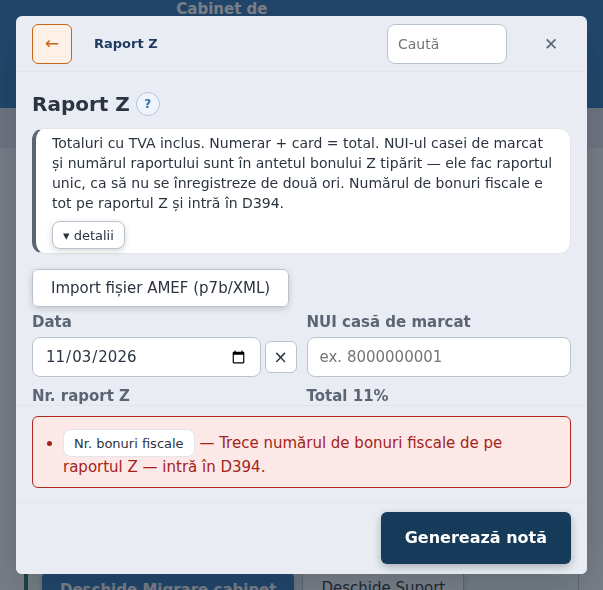 Cabinet de
←
Raport Z
Caută
✕
Raport Z ?
Totaluri cu TVA inclus. Numerar + card = total. NUI-ul casei de marcat
și numărul raportului sunt în antetul bonului Z tipărit — ele fac raportul
unic, ca să nu se înregistreze de două ori. Numărul de bonuri fiscale e
tot pe raportul Z și intră în D394.
▾ detalii
Import fișier AMEF (p7b/XML)
Data
NUI casă de marcat
11/03/2026
×
ex. 8000000001
Nr. raport Z
Total 11%
• Nr. bonuri fiscale — Trece numărul de bonuri fiscale de pe
raportul Z — intră în D394.
Generează notă
Deschide Migrare cabinet
Deschide Suport